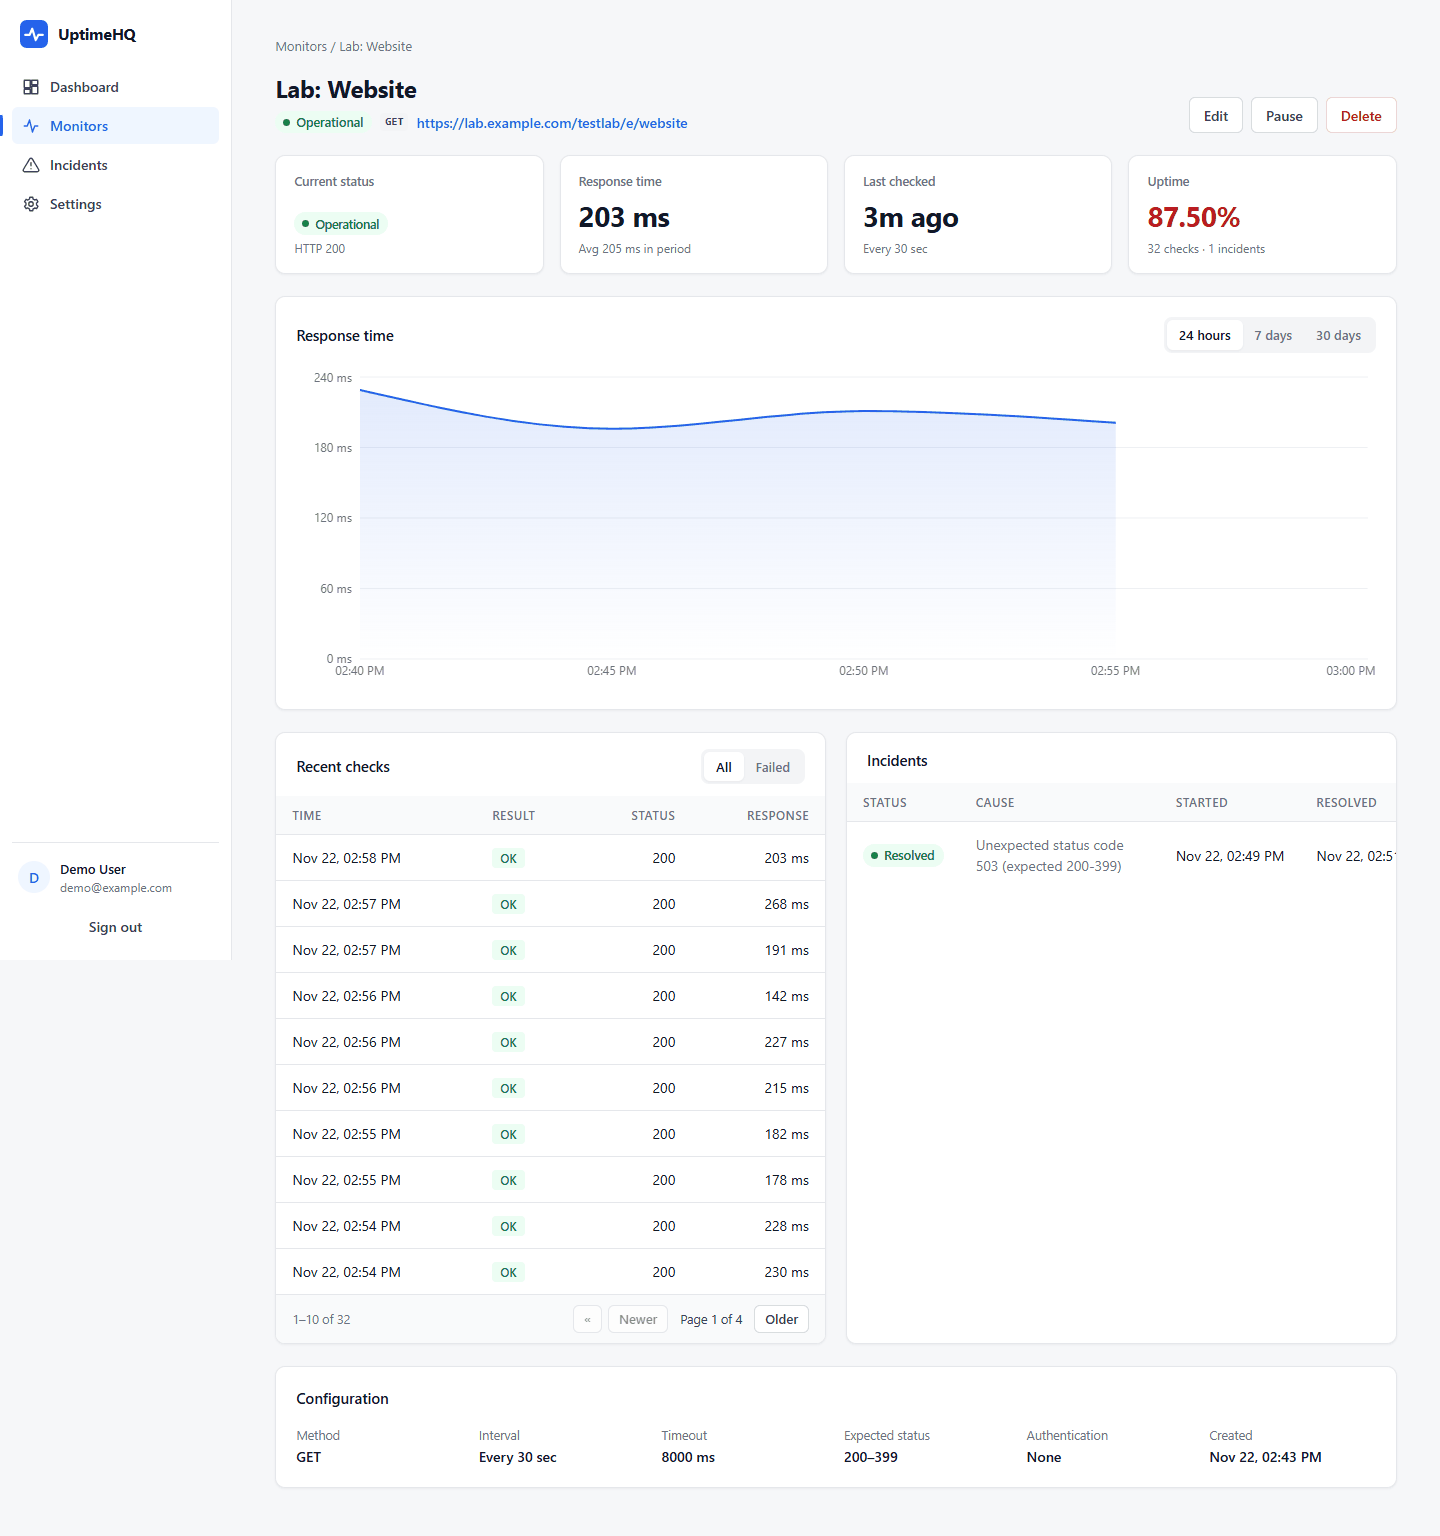 UptimeHQ
Dashboard
Monitors
Incidents
Settings
Demo User
D
demo@example.com
Sign out
Monitors / Lab: Website
Lab: Website
Operational GET https://lab.example.com/testlab/e/website
Edit Pause Delete
Current status
Operational
HTTP 200
Response time
203 ms
Avg 205 ms in period
Last checked
3m ago
Every 30 sec
Uptime
87.50%
32 checks · 1 incidents
Response time
24 hours 7 days 30 days
240 ms
180 ms
120 ms
60 ms
0 ms
02:40 PM 02:45 PM 02:50 PM 02:55 PM 03:00 PM
Recent checks
All Failed
TIME RESULT STATUS RESPONSE
Nov 22, 02:58 PM OK 200 203 ms
Nov 22, 02:57 PM OK 200 268 ms
Nov 22, 02:57 PM OK 200 191 ms
Nov 22, 02:56 PM OK 200 142 ms
Nov 22, 02:56 PM OK 200 227 ms
Nov 22, 02:56 PM OK 200 215 ms
Nov 22, 02:55 PM OK 200 182 ms
Nov 22, 02:55 PM OK 200 178 ms
Nov 22, 02:54 PM OK 200 228 ms
Nov 22, 02:54 PM OK 200 230 ms
1–10 of 32 « Newer Page 1 of 4 Older
Incidents
STATUS CAUSE STARTED RESOLVED
Resolved
Unexpected status code
503 (expected 200-399)
Nov 22, 02:49 PM Nov 22,
Configuration
Method
GET
Interval
Every 30 sec
Timeout
8000 ms
Expected status
200–399
Authentication
None
Created
Nov 22, 02:43 PM